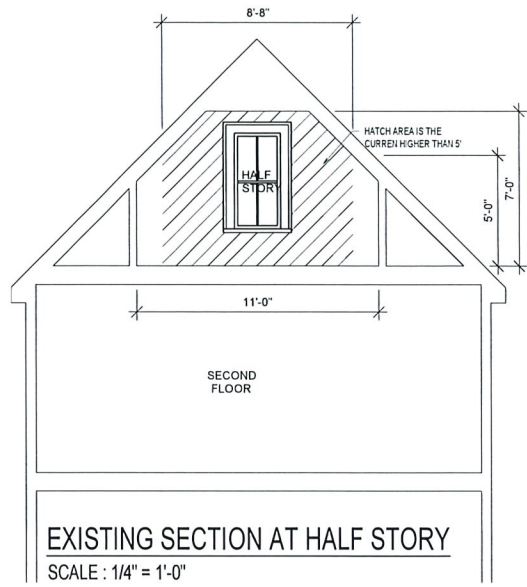 8'-8"
HATCH AREA IS THE
CURREN HIGHER THAN 5'
HALF
STORY
5'-0"
7'-0"
11'-0"
SECOND
FLOOR
EXISTING SECTION AT HALF STORY
SCALE : 1/4" = 1'-0"